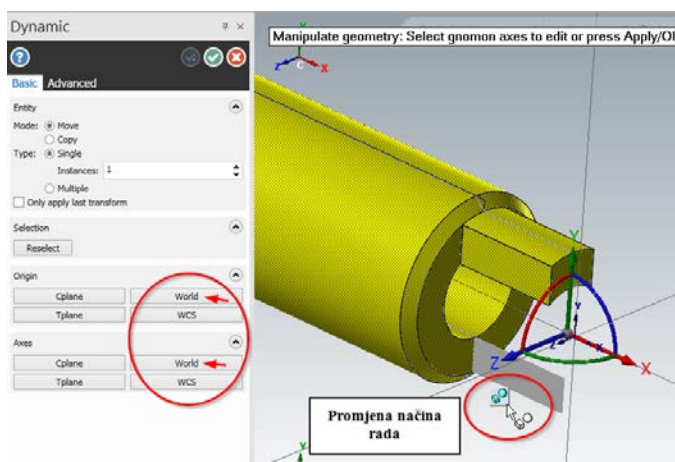 Dynamic
Manipulate geometry: Select gnomon axes to edit or press Apply/O
Basic Advanced
Entity
Mode: Move
Copy
Type: Single
Instances: 1
Multiple
Only apply last transform
Selection
Reselect
Origin
Cplane World
Tplane WCS
Axes
Cplane World
Tplane WCS
Y
Z
X
C
Y
Z
X
Y
Z
X
Y
Promjena načina
rada